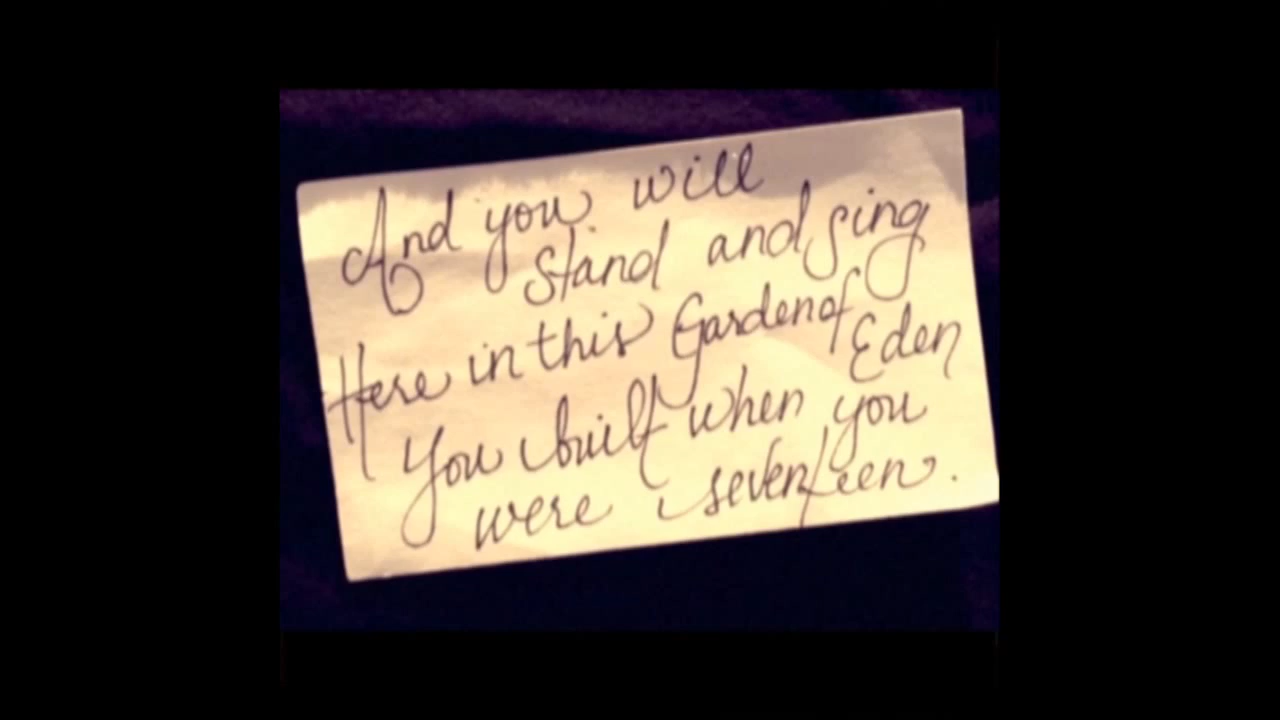 And you will
stand and sing
Here in this Garden of Eden
You built when you
were seventeen.